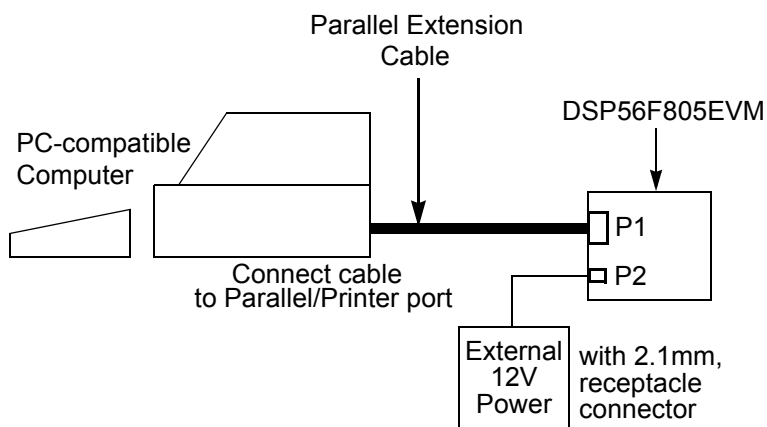 Parallel Extension
Cable
DSP56F805EVM
PC-compatible
Computer
P1
P2
Connect cable
to Parallel/Printer port
External
12V
Power
with 2.1mm,
receptacle
connector